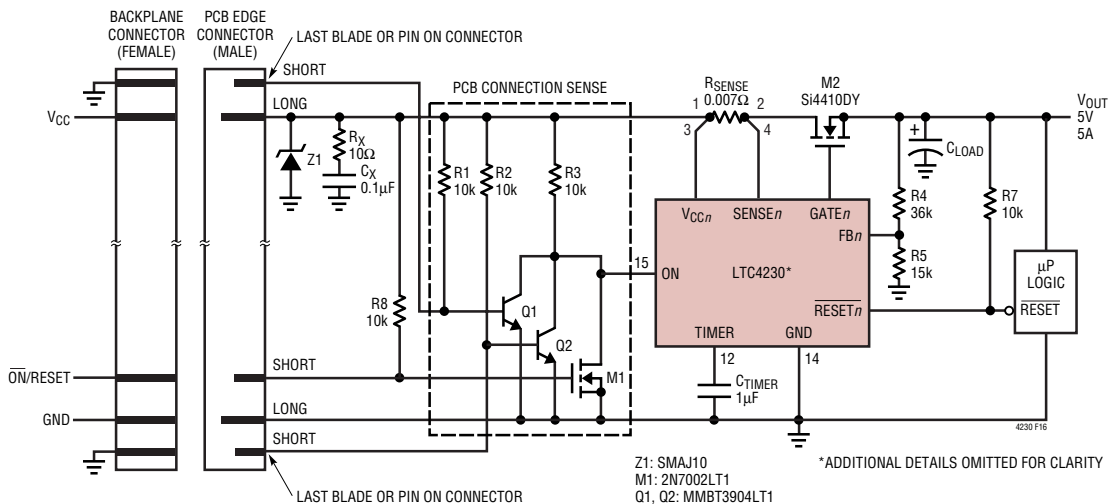 BACKPLANE
CONNECTOR
(FEMALE)
PCB EDGE
CONNECTOR
(MALE)
LAST BLADE OR PIN ON CONNECTOR
SHORT
LONG
VCC
PCB CONNECTION SENSE
RSENSE
0.007Ω
1
2
3
4
M2
Si4410DY
VOUT
5V
5A
Z1
RX
10Ω
CX
0.1μF
R1
10k
R2
10k
R3
10k
+
CLOAD
R4
36k
R7
10k
VCCn
SENSEn
GATEn
FBn
15
ON
LTC4230*
R5
15k
μP
LOGIC
RESET
RESETn
R8
10k
Q1
Q2
TIMER
GND
12
14
ON/RESET
SHORT
M1
CTIMER
1μF
GND
LONG
SHORT
4230 F16
LAST BLADE OR PIN ON CONNECTOR
Z1: SMAJ10
M1: 2N7002LT1
Q1, Q2: MMBT3904LT1
*ADDITIONAL DETAILS OMITTED FOR CLARITY